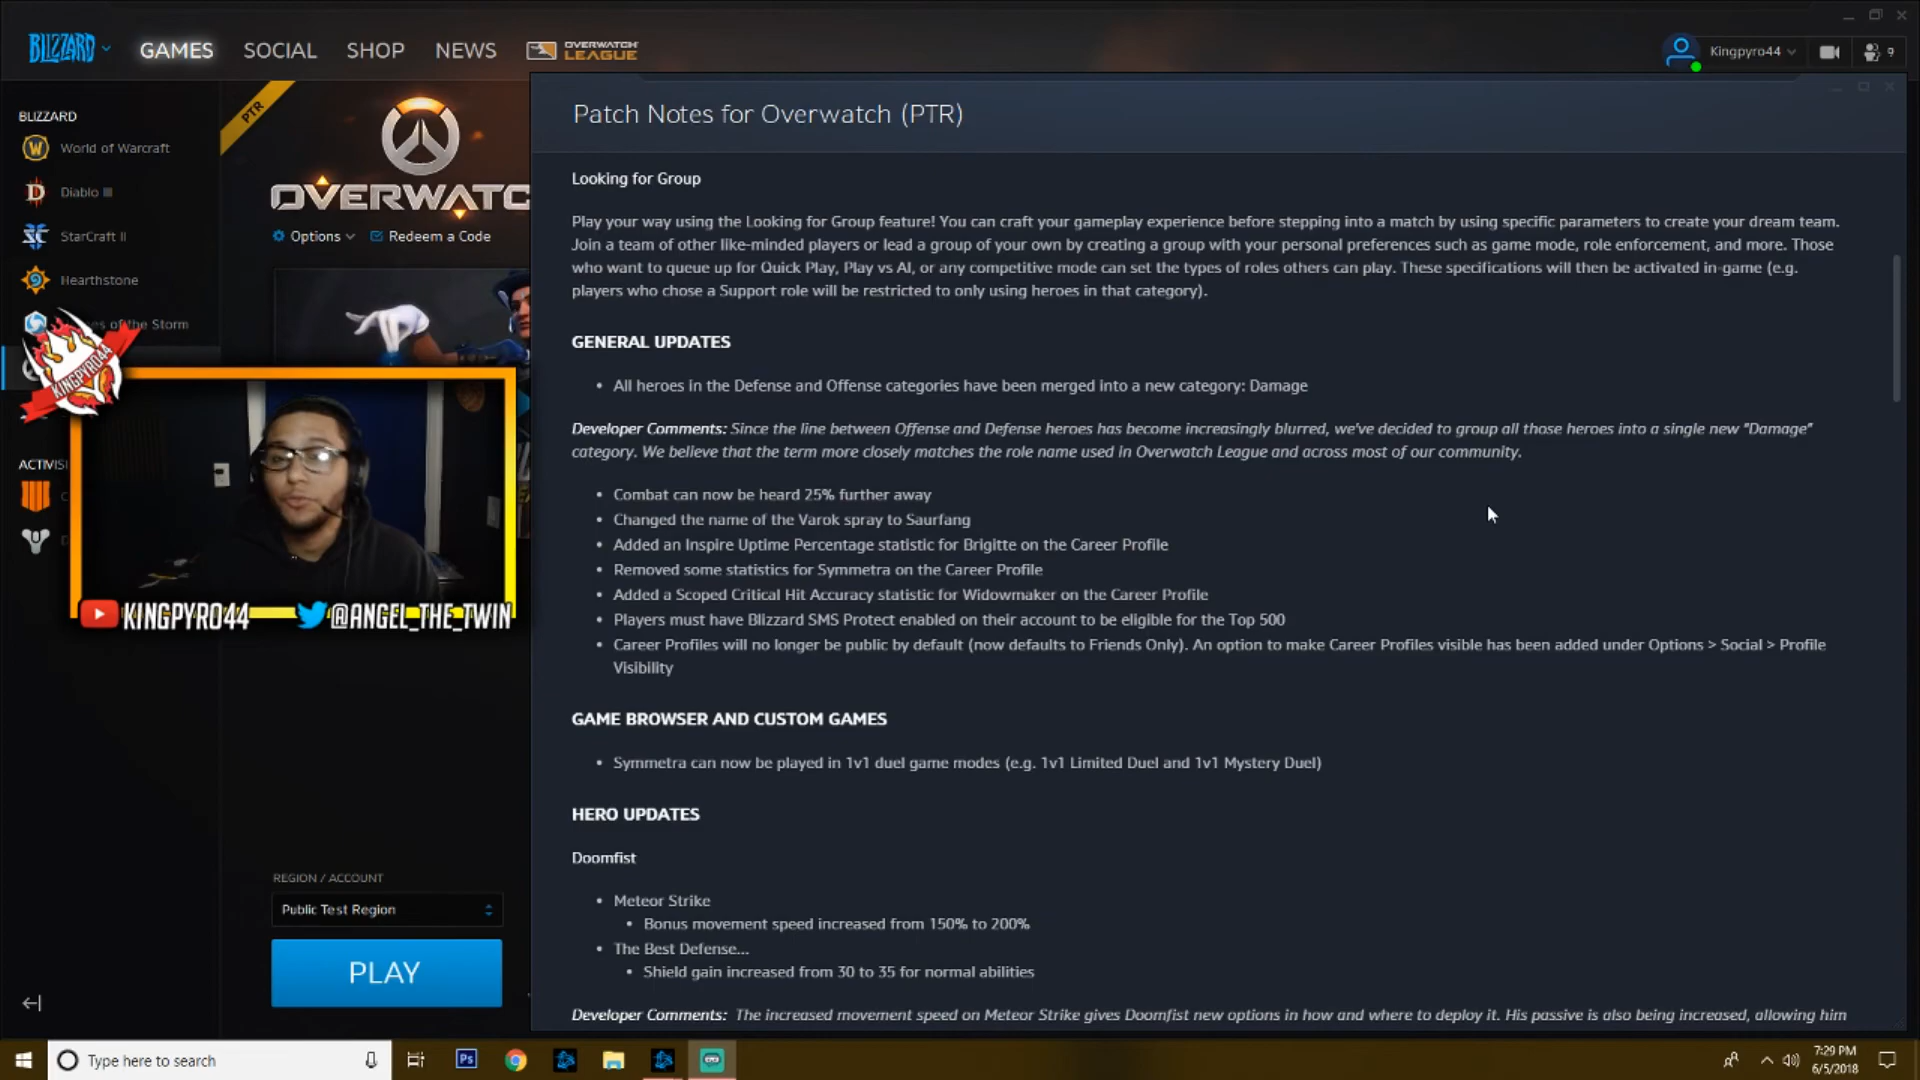 BLIZZARD
GAMES
SOCIAL
SHOP
NEWS
OVERWATCH LEAGUE
Kingpyro44
9
BLIZZARD
World of Warcraft
Diablo III
StarCraft II
Hearthstone
es of the Storm
ACTIVISI
PTR
OVERWATC
Options
Redeem a Code
KINGPYRO44
KINGPYRO44
@ANGEL_THE_TWIN
REGION / ACCOUNT
Public Test Region
PLAY
Patch Notes for Overwatch (PTR)
Looking for Group
Play your way using the Looking for Group feature! You can craft your gameplay experience before stepping into a match by using specific parameters to create your dream team.
Join a team of other like-minded players or lead a group of your own by creating a group with your personal preferences such as game mode, role enforcement, and more. Those
who want to queue up for Quick Play, Play vs AI, or any competitive mode can set the types of roles others can play. These specifications will then be activated in-game (e.g.
players who chose a Support role will be restricted to only using heroes in that category).
GENERAL UPDATES
• All heroes in the Defense and Offense categories have been merged into a new category: Damage
Developer Comments: Since the line between Offense and Defense heroes has become increasingly blurred, we've decided to group all those heroes into a single new "Damage"
category. We believe that the term more closely matches the role name used in Overwatch League and across most of our community.
• Combat can now be heard 25% further away
• Changed the name of the Varok spray to Saurfang
• Added an Inspire Uptime Percentage statistic for Brigitte on the Career Profile
• Removed some statistics for Symmetra on the Career Profile
• Added a Scoped Critical Hit Accuracy statistic for Widowmaker on the Career Profile
• Players must have Blizzard SMS Protect enabled on their account to be eligible for the Top 500
• Career Profiles will no longer be public by default (now defaults to Friends Only). An option to make Career Profiles visible has been added under Options > Social > Profile
Visibility
GAME BROWSER AND CUSTOM GAMES
• Symmetra can now be played in 1v1 duel game modes (e.g. 1v1 Limited Duel and 1v1 Mystery Duel)
HERO UPDATES
Doomfist
• Meteor Strike
• Bonus movement speed increased from 150% to 200%
• The Best Defense...
• Shield gain increased from 30 to 35 for normal abilities
Developer Comments: The increased movement speed on Meteor Strike gives Doomfist new options in how and where to deploy it. His passive is also being increased, allowing him
Type here to search
Ps
7:29 PM
6/5/2018